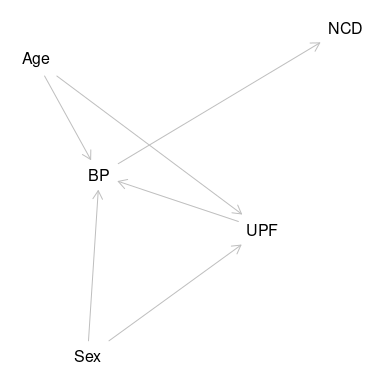 NCD
Age
BP
UPF
Sex